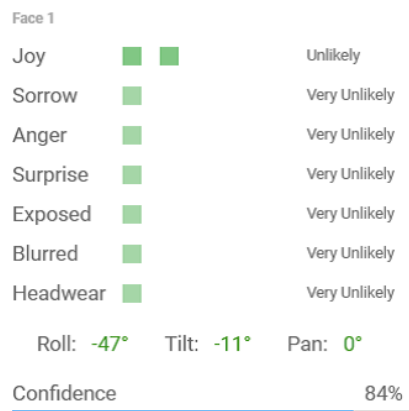 Face 1
Joy Unlikely
Sorrow Very Unlikely
Anger Very Unlikely
Surprise Very Unlikely
Exposed Very Unlikely
Blurred Very Unlikely
Headwear Very Unlikely
Roll: -47° Tilt: -11° Pan: 0°
Confidence 84%